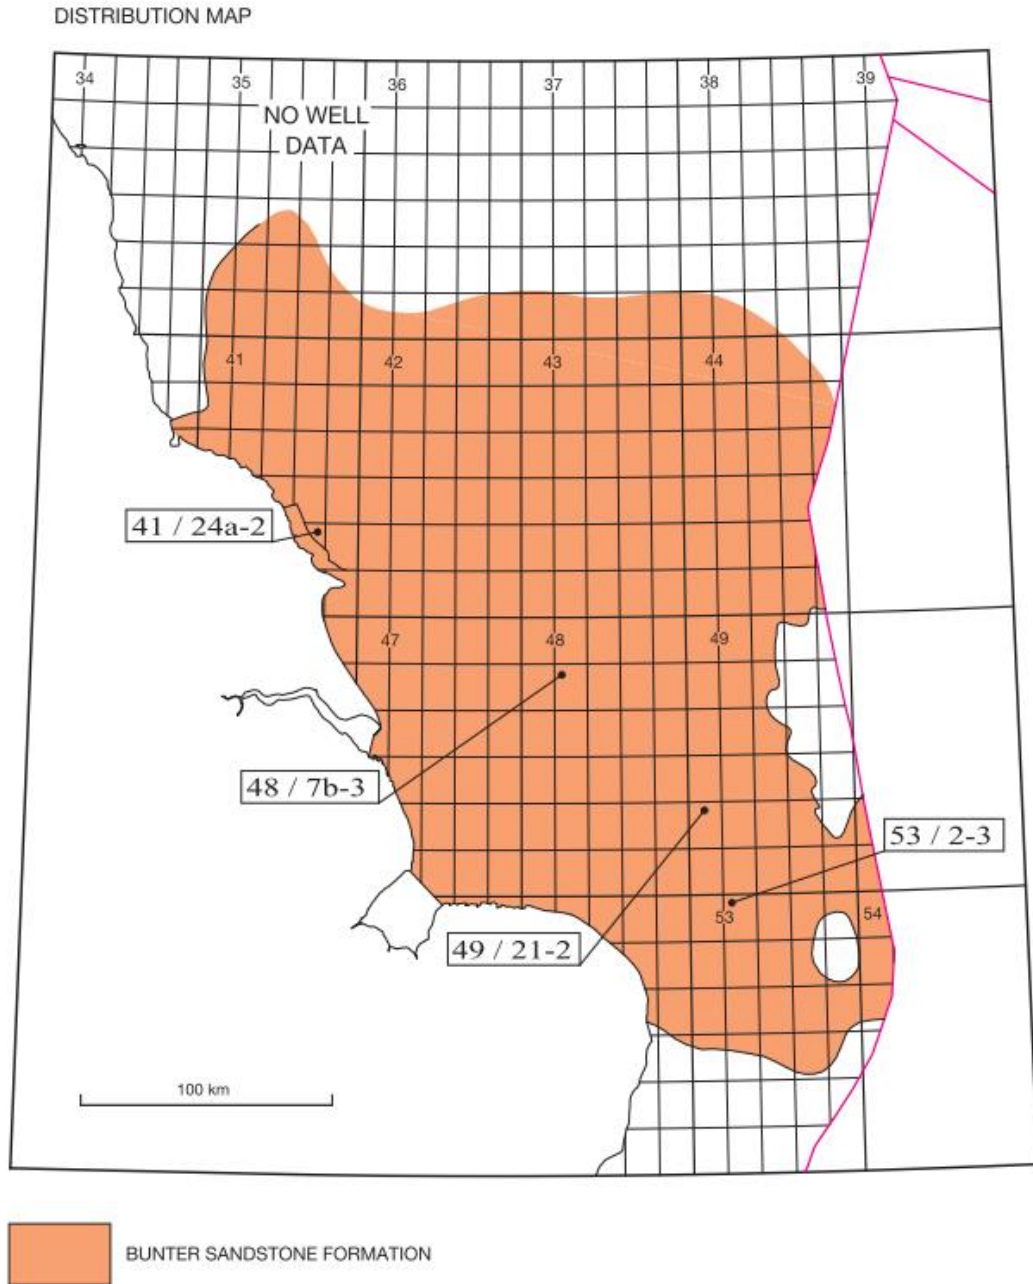 DISTRIBUTION MAP
34 35 36 37 38 39
NO WELL
DATA
41 42 43 44
41 / 24a-2
47 48 49
48 / 7b-3
53 / 2-3
53 54
49 / 21-2
100 km
BUNTER SANDSTONE FORMATION